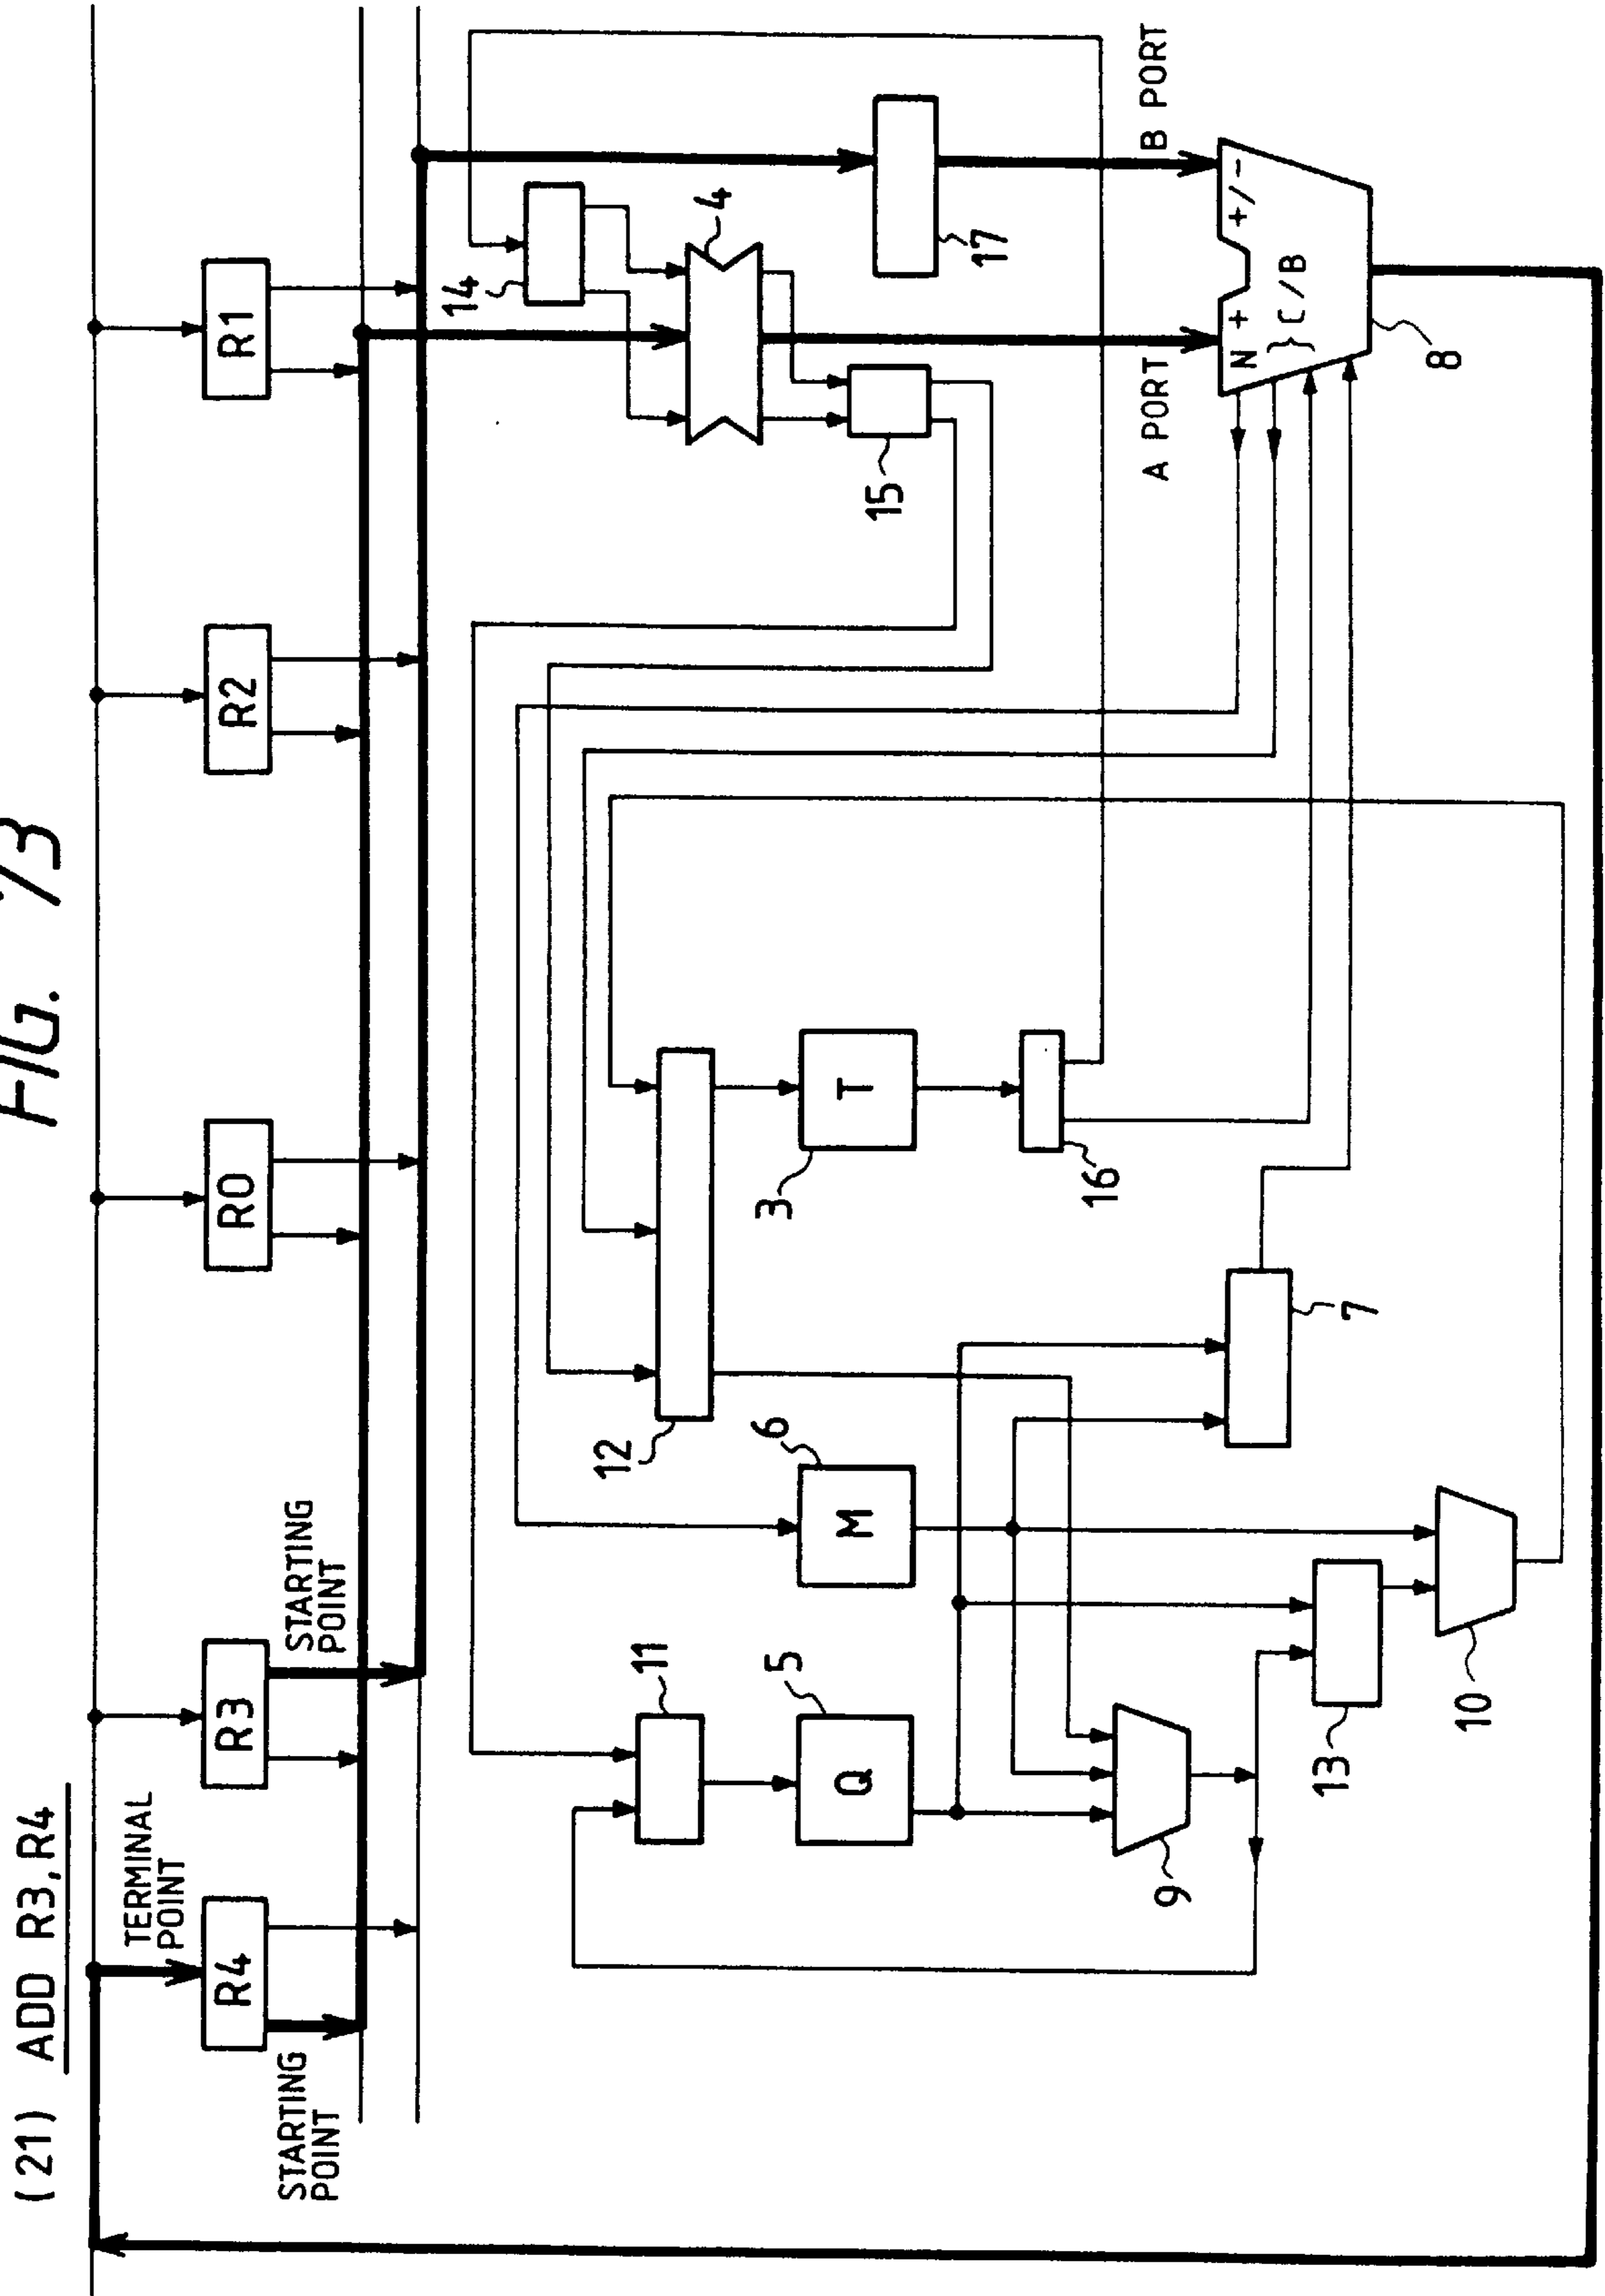 FIG. 73
(21) ADD R3,R4
TERMINAL
POINT
R4
R3
R0
R2
R1
STARTING
POINT
STARTING
POINT
14
11
12
4
Q
5
M
6
T
3
15
17
9
16
A PORT
B PORT
N + +/-
} C/B
7
13
10
8